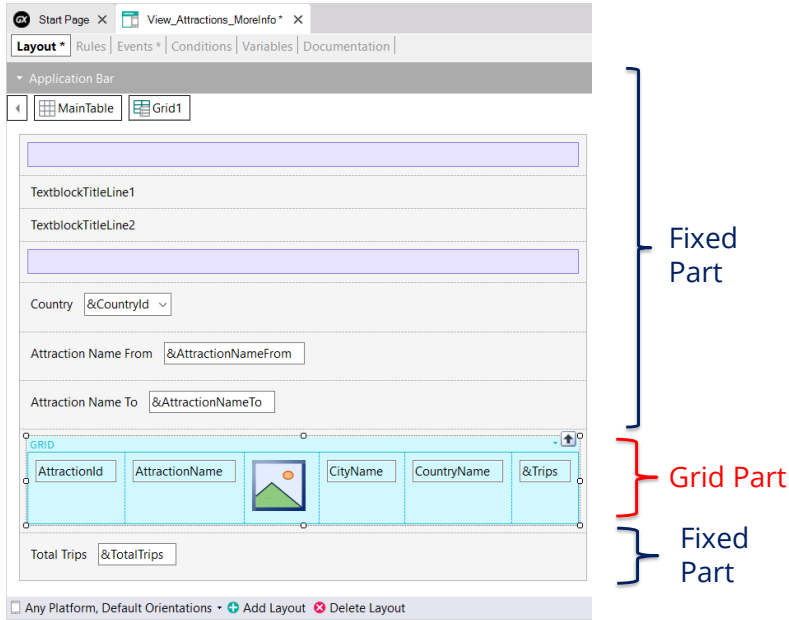 GX Start Page X View_Attractions_MoreInfo * X
Layout * Rules Events * Conditions Variables Documentation
Application Bar
MainTable Grid1
TextblockTitleLine1
TextblockTitleLine2
Country &CountryId
Attraction Name From &AttractionNameFrom
Attraction Name To &AttractionNameTo
GRID
AttractionId AttractionName CityName CountryName &Trips
Total Trips &TotalTrips
Any Platform, Default Orientations Add Layout Delete Layout
Fixed
Part
Grid Part
Fixed
Part